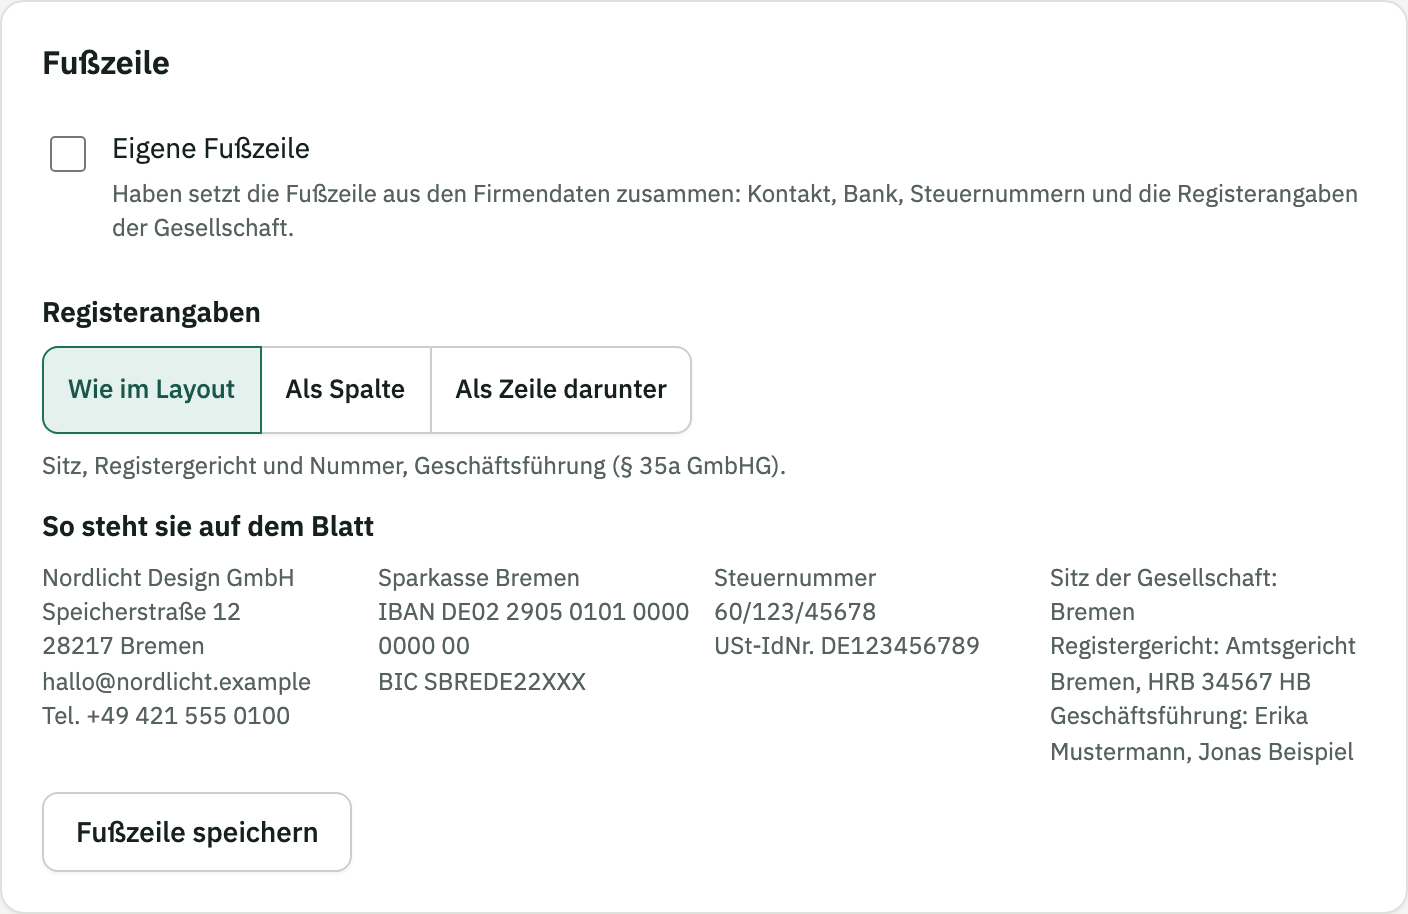 Fußzeile
Eigene Fußzeile
Haben setzt die Fußzeile aus den Firmendaten zusammen: Kontakt, Bank, Steuernummern und die Registerangaben
der Gesellschaft.
Registerangaben
Wie im Layout
Als Spalte
Als Zeile darunter
Sitz, Registergericht und Nummer, Geschäftsführung (§ 35a GmbHG).
So steht sie auf dem Blatt
Nordlicht Design GmbH
Speicherstraße 12
28217 Bremen
hallo@nordlicht.example
Tel. +49 421 555 0100
Sparkasse Bremen
IBAN DE02 2905 0101 0000
0000 00
BIC SBREDE22XXX
Steuernummer
60/123/45678
USt-IdNr. DE123456789
Sitz der Gesellschaft:
Bremen
Registergericht: Amtsgericht
Bremen, HRB 34567 HB
Geschäftsführung: Erika
Mustermann, Jonas Beispiel
Fußzeile speichern